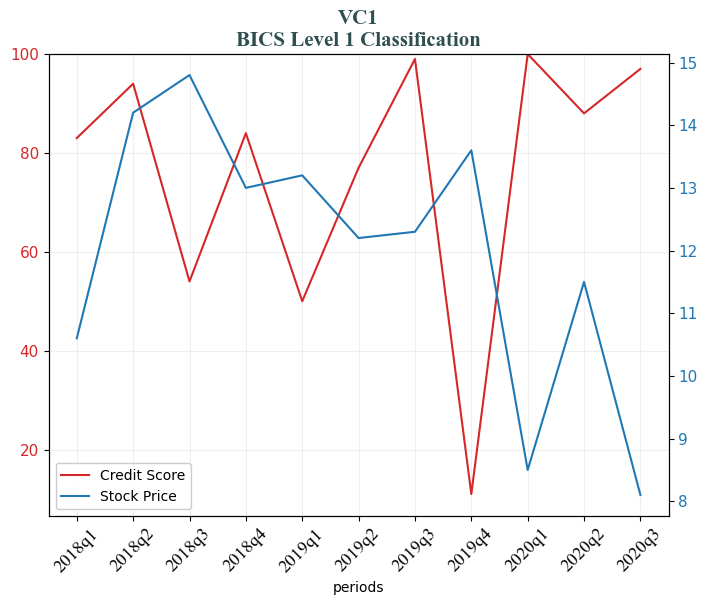 VC1
BICS Level 1 Classification
100
80
60
40
20
15
14
13
12
11
10
9
8
Credit Score
Stock Price
2018q1
2018q2
2018q3
2018q4
2019q1
2019q2
2019q3
2019q4
2020q1
2020q2
2020q3
periods